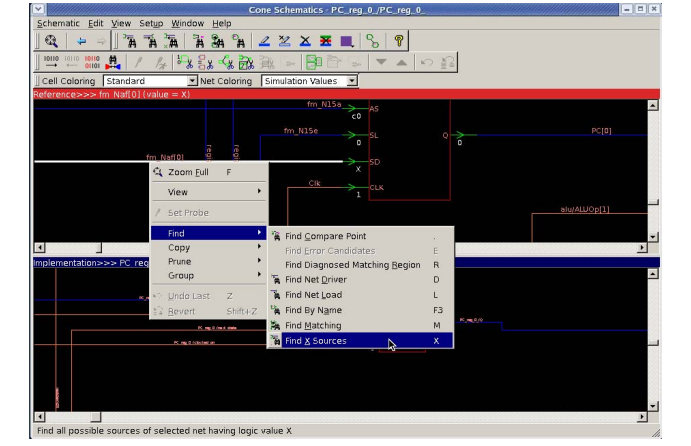 Cone Schematics - PC_reg_0_/PC_reg_0_
Schematic Edit View Setup Window Help
Cell Coloring Standard Net Coloring Simulation Values
Reference>>> fm_Naf[0] (value = X)
fm_N15a AS
c0
fm_N15e SL Q PC[0]
0 0
fm_Naf[0] SD
X
Clk CLK
1
alu/ALUOp[1]
Zoom Full F
View
Set Probe
Find
Copy
Prune
Group
Undo Last Z
Revert Shift+Z
Find Compare Point .
Find Error Candidates E
Find Diagnosed Matching Region R
Find Net Driver D
Find Net Load L
Find By Name F3
Find Matching M
Find X Sources X
Implementation>>> PC_reg
Find all possible sources of selected net having logic value X